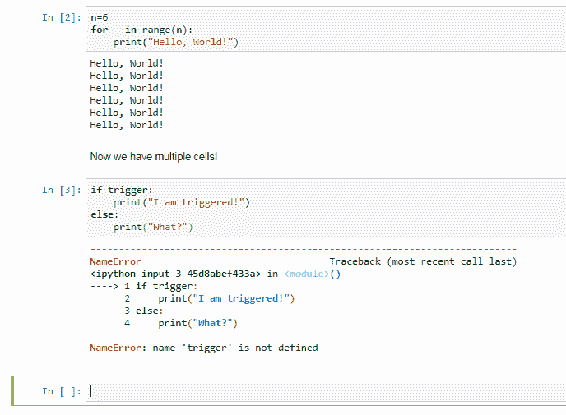 In [2]: n=6
for _ in range(n):
print("Hello, World!")
Hello, World!
Hello, World!
Hello, World!
Hello, World!
Hello, World!
Hello, World!
Now we have multiple cells!
In [3]: if trigger:
print("I am triggered!")
else:
print("What?")
NameError Traceback (most recent call last)
<ipython-input-3-45d8abef433a> in <module>()
----> 1 if trigger:
2 print("I am triggered!")
3 else:
4 print("What?")
NameError: name 'trigger' is not defined
In [ ]: